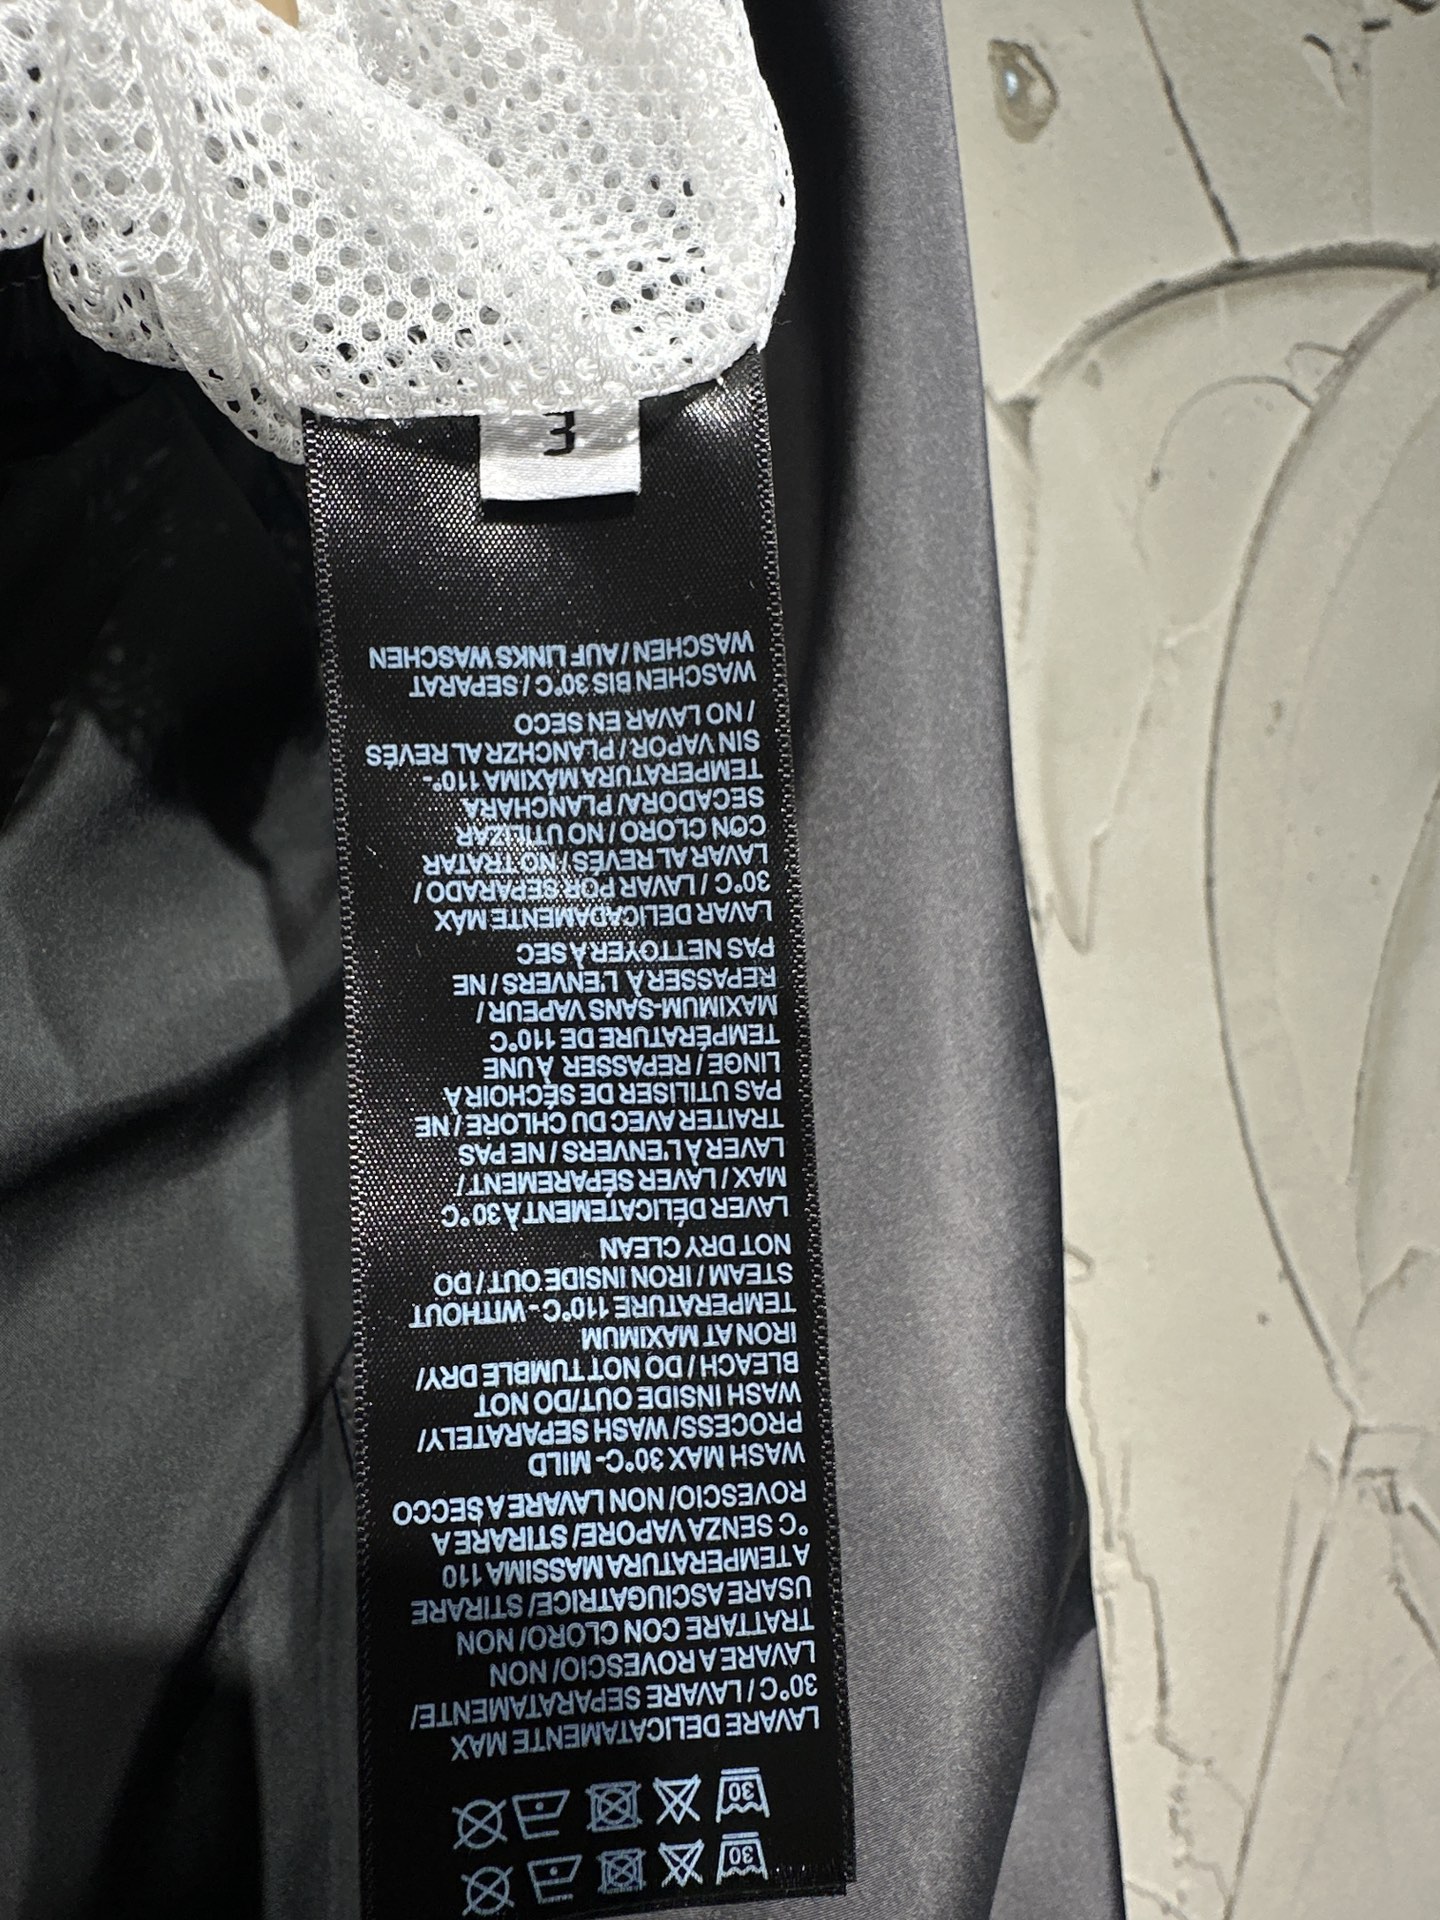 30
30
LAVARE DELICATAMENTE MAX
30°C / LAVARE SEPARATAMENTE/
LAVARE A ROVESCIO/ NON
TRATTARE CON CLORO/ NON
USARE ASCIUGATRICE/ STIRARE
A TEMPERATURA MASSIMA 110
°C SENZA VAPORE/ STIRARE A
ROVESCIO/ NON LAVARE A SECCO
WASH MAX 30°C- MILD
PROCESS/ WASH SEPARATELY/
WASH INSIDE OUT/DO NOT
BLEACH / DO NOT TUMBLE DRY/
IRON AT MAXIMUM
TEMPERATURE 110°C - WITHOUT
STEAM / IRON INSIDE OUT / DO
NOT DRY CLEAN
LAVER DÉLICATEMENT À 30°C
MAX / LAVER SÉPAREMENT /
LAVER À L'ENVERS / NE PAS
TRAITER AVEC DU CHLORE / NE
PAS UTILISER DE SÉCHOIR À
LINGE / REPASSER À UNE
TEMPÉRATURE DE 110°C
MAXIMUM-SANS VAPEUR /
REPASSER À L'ENVERS / NE
PAS NETTOYER À SEC
LAVAR DELICADAMENTE MÁX
30°C / LAVAR POR SEPARADO /
LAVAR AL REVÉS / NO TRATAR
CON CLORO / NO UTILIZAR
SECADORA/ PLANCHARA
TEMPERATURA MÁXIMA 110°-
SIN VAPOR / PLANCHZR AL REVÉS
/ NO LAVAR EN SECO
WASCHEN BIS 30°C / SEPARAT
WASCHEN / AUF LINKS WASCHEN
3